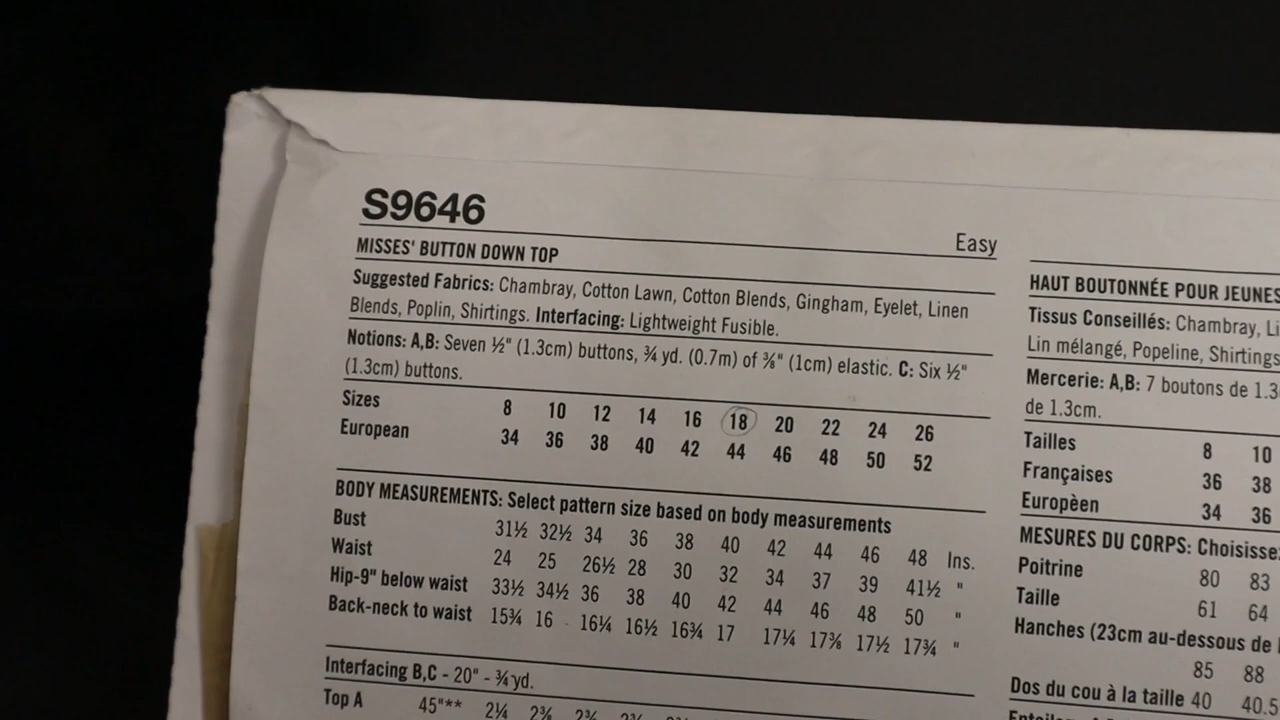 S9646
Easy
MISSES' BUTTON DOWN TOP
Suggested Fabrics: Chambray, Cotton Lawn, Cotton Blends, Gingham, Eyelet, Linen
Blends, Poplin, Shirtings. Interfacing: Lightweight Fusible.
Notions: A,B: Seven ½" (1.3cm) buttons, ¾ yd. (0.7m) of ⅜" (1cm) elastic. C: Six ½"
(1.3cm) buttons.
Sizes 8 10 12 14 16 18 20 22 24 26
European 34 36 38 40 42 44 46 48 50 52
BODY MEASUREMENTS: Select pattern size based on body measurements
Bust 31½ 32½ 34 36 38 40 42 44 46 48 Ins.
Waist 24 25 26½ 28 30 32 34 37 39 41½ "
Hip-9" below waist 33½ 34½ 36 38 40 42 44 46 48 50 "
Back-neck to waist 15¾ 16 16¼ 16½ 16¾ 17 17¼ 17⅜ 17½ 17¾ "
Interfacing B,C - 20" - ¾ yd.
Top A 45"** 2¼ 2⅜ 2⅜
HAUT BOUTONNÉE POUR JEUNES
Tissus Conseillés: Chambray, Li
Lin mélangé, Popeline, Shirtings
Mercerie: A,B: 7 boutons de 1.3
de 1.3cm.
Tailles 8 10
Françaises 36 38
Europèen 34 36
MESURES DU CORPS: Choisisse
Poitrine 80 83
Taille 61 64
Hanches (23cm au-dessous de
85 88
Dos du cou à la taille 40 40.5